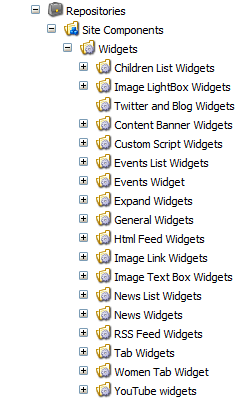 Repositories
Site Components
Widgets
Children List Widgets
Image LightBox Widgets
Twitter and Blog Widgets
Content Banner Widgets
Custom Script Widgets
Events List Widgets
Events Widget
Expand Widgets
General Widgets
Html Feed Widgets
Image Link Widgets
Image Text Box Widgets
News List Widgets
News Widgets
RSS Feed Widgets
Tab Widgets
Women Tab Widget
YouTube widgets